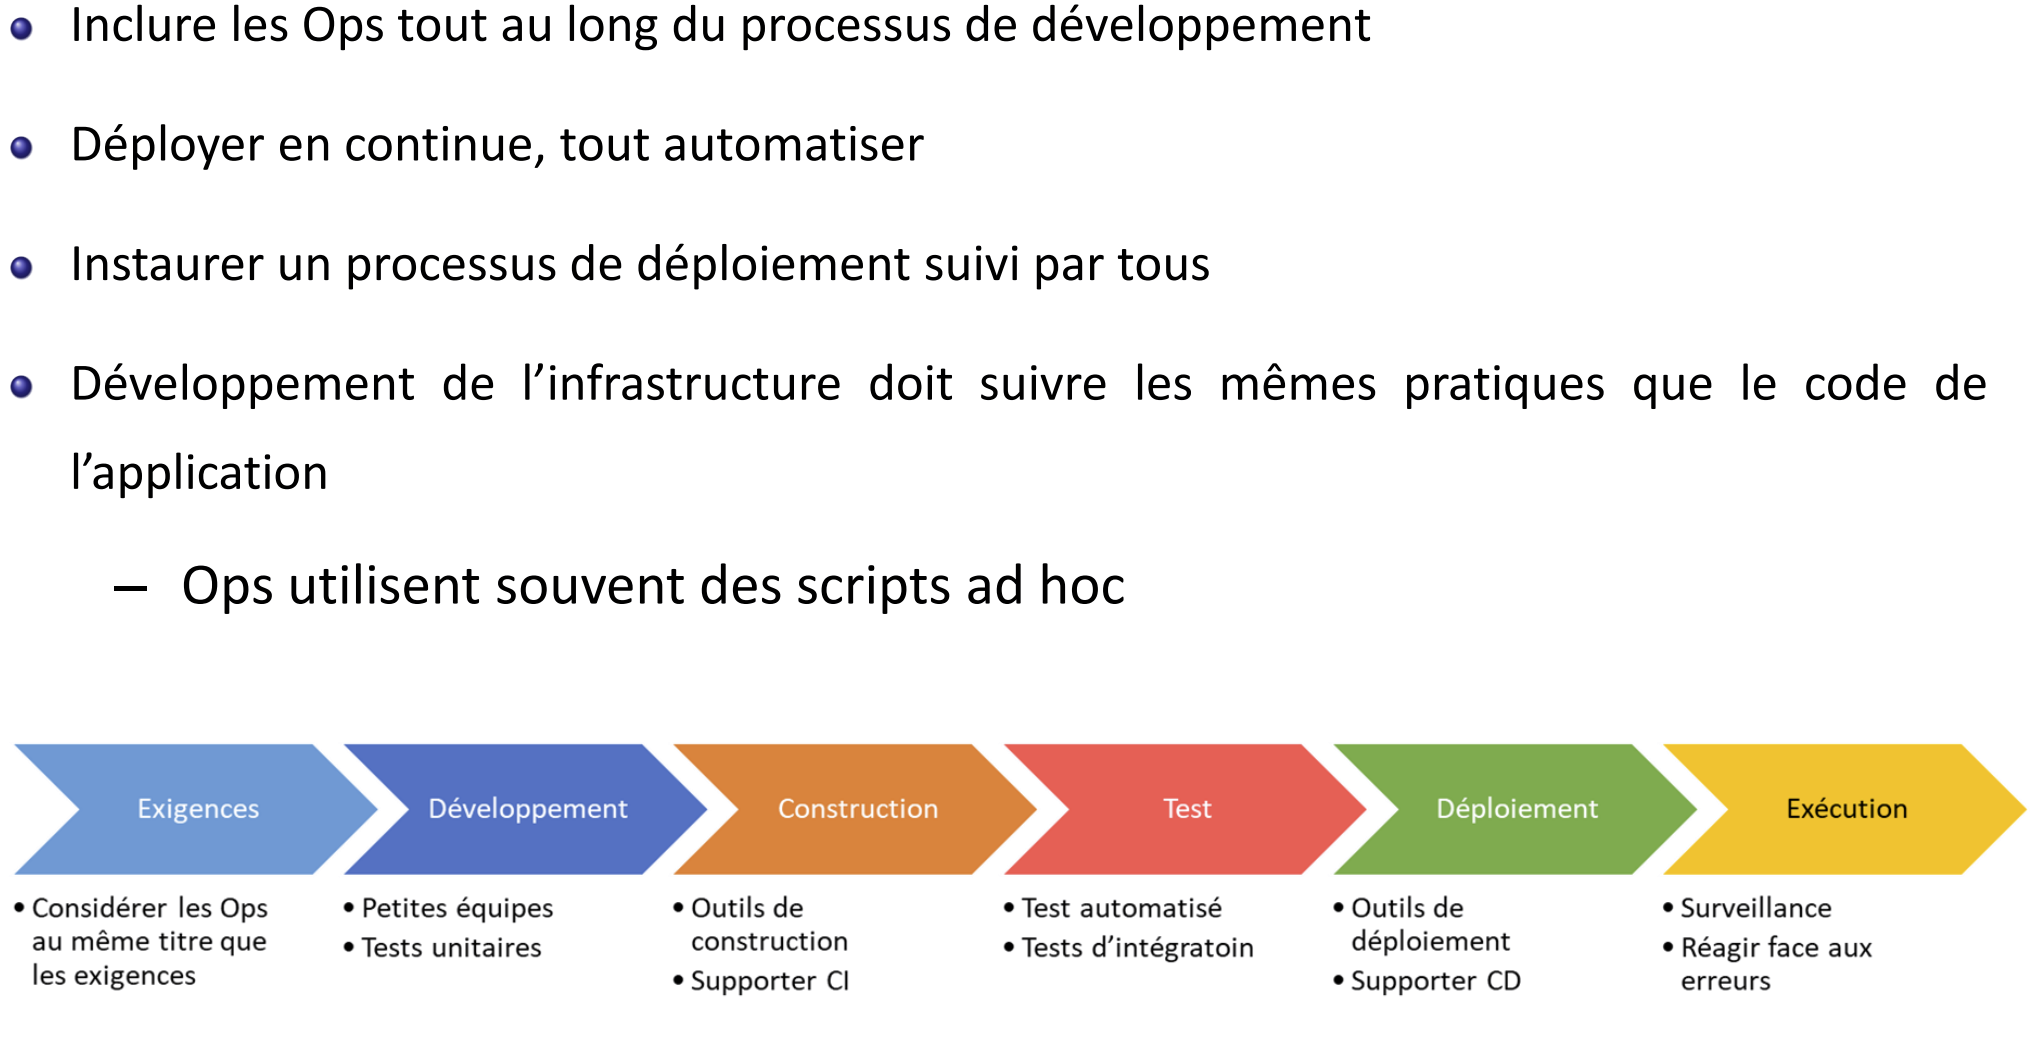 • Inclure les Ops tout au long du processus de développement
• Déployer en continue, tout automatiser
• Instaurer un processus de déploiement suivi par tous
• Développement de l’infrastructure doit suivre les mêmes pratiques que le code de
l’application
– Ops utilisent souvent des scripts ad hoc
Exigences
• Considérer les Ops
au même titre que
les exigences
Développement
• Petites équipes
• Tests unitaires
Construction
• Outils de
construction
• Supporter CI
Test
• Test automatisé
• Tests d’intégratoin
Déploiement
• Outils de
déploiement
• Supporter CD
Exécution
• Surveillance
• Réagir face aux
erreurs